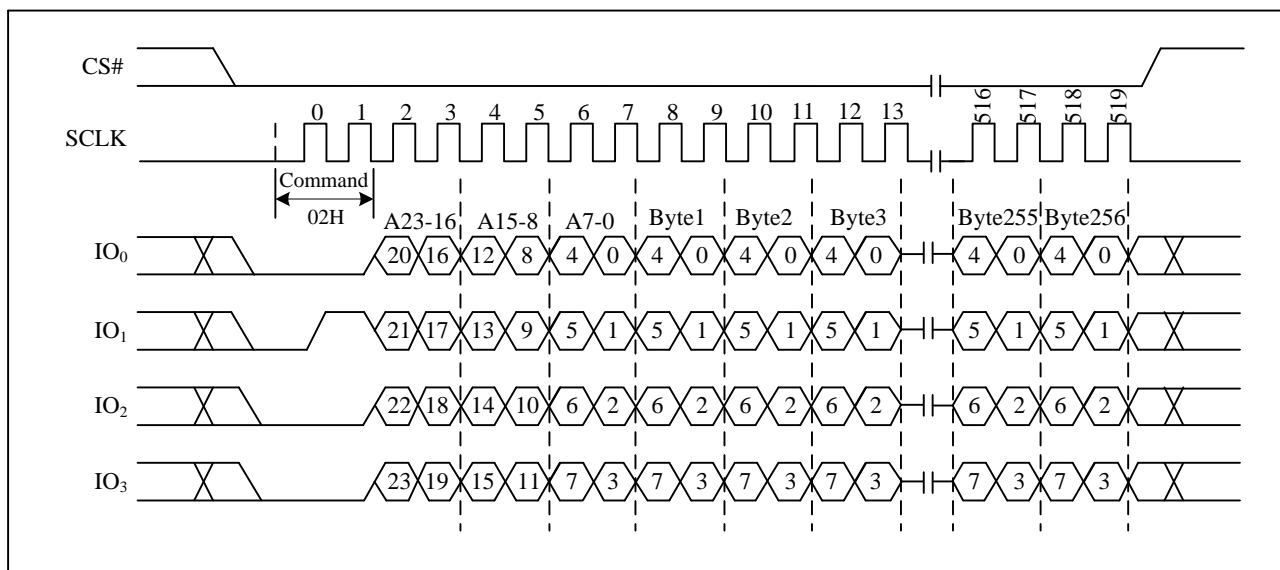 CS#
0 1 2 3 4 5 6 7 8 9 10 11 12 13 516 517 518 519
SCLK
Command
02H
A23-16 A15-8 A7-0 Byte1 Byte2 Byte3 Byte255 Byte256
IO0 20 16 12 8 4 0 4 0 4 0 4 0 4 0 4 0
IO1 21 17 13 9 5 1 5 1 5 1 5 1 5 1 5 1
IO2 22 18 14 10 6 2 6 2 6 2 6 2 6 2 6 2
IO3 23 19 15 11 7 3 7 3 7 3 7 3 7 3 7 3